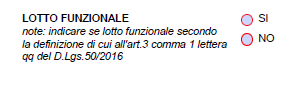 LOTTO FUNZIONALE
SI
note: indicare se lotto funzionale secondo
NO
la definizione di cui all'art.3 comma 1 lettera
qq del D.Lgs.50/2016